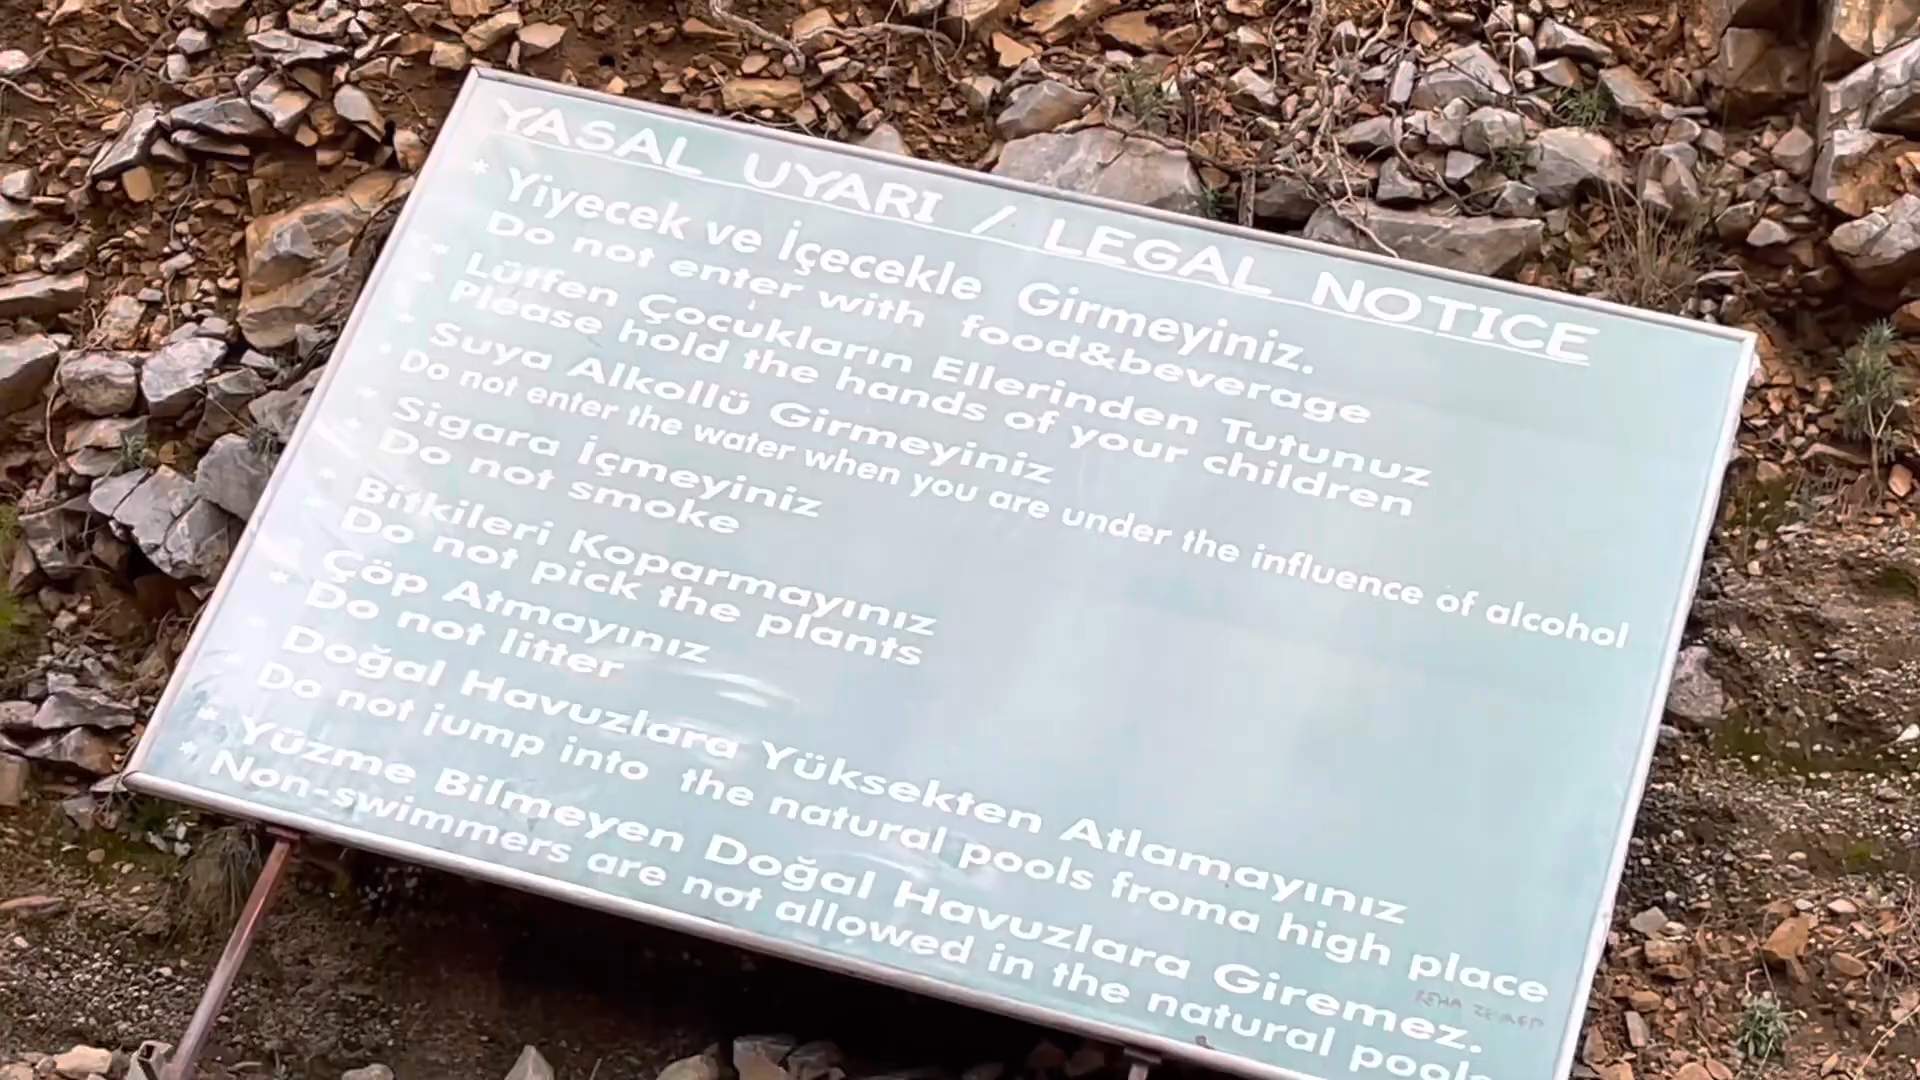 YASAL UYARI / LEGAL NOTICE
* Yiyecek ve İçecekle Girmeyiniz.
Do not enter with food&beverage
* Lütfen Çocukların Ellerinden Tutunuz
* Please hold the hands of your children
* Suya Alkollü Girmeyiniz
* Do not enter the water when you are under the influence of alcohol
* Sigara İçmeyiniz
* Do not smoke
* Bitkileri Koparmayınız
Do not pick the plants
* Çöp Atmayınız
* Do not litter
* Doğal Havuzlara Yüksekten Atlamayınız
* Do not jump into the natural pools froma high place
* Yüzme Bilmeyen Doğal Havuzlara Giremez.
* Non-swimmers are not allowed in the natural pools